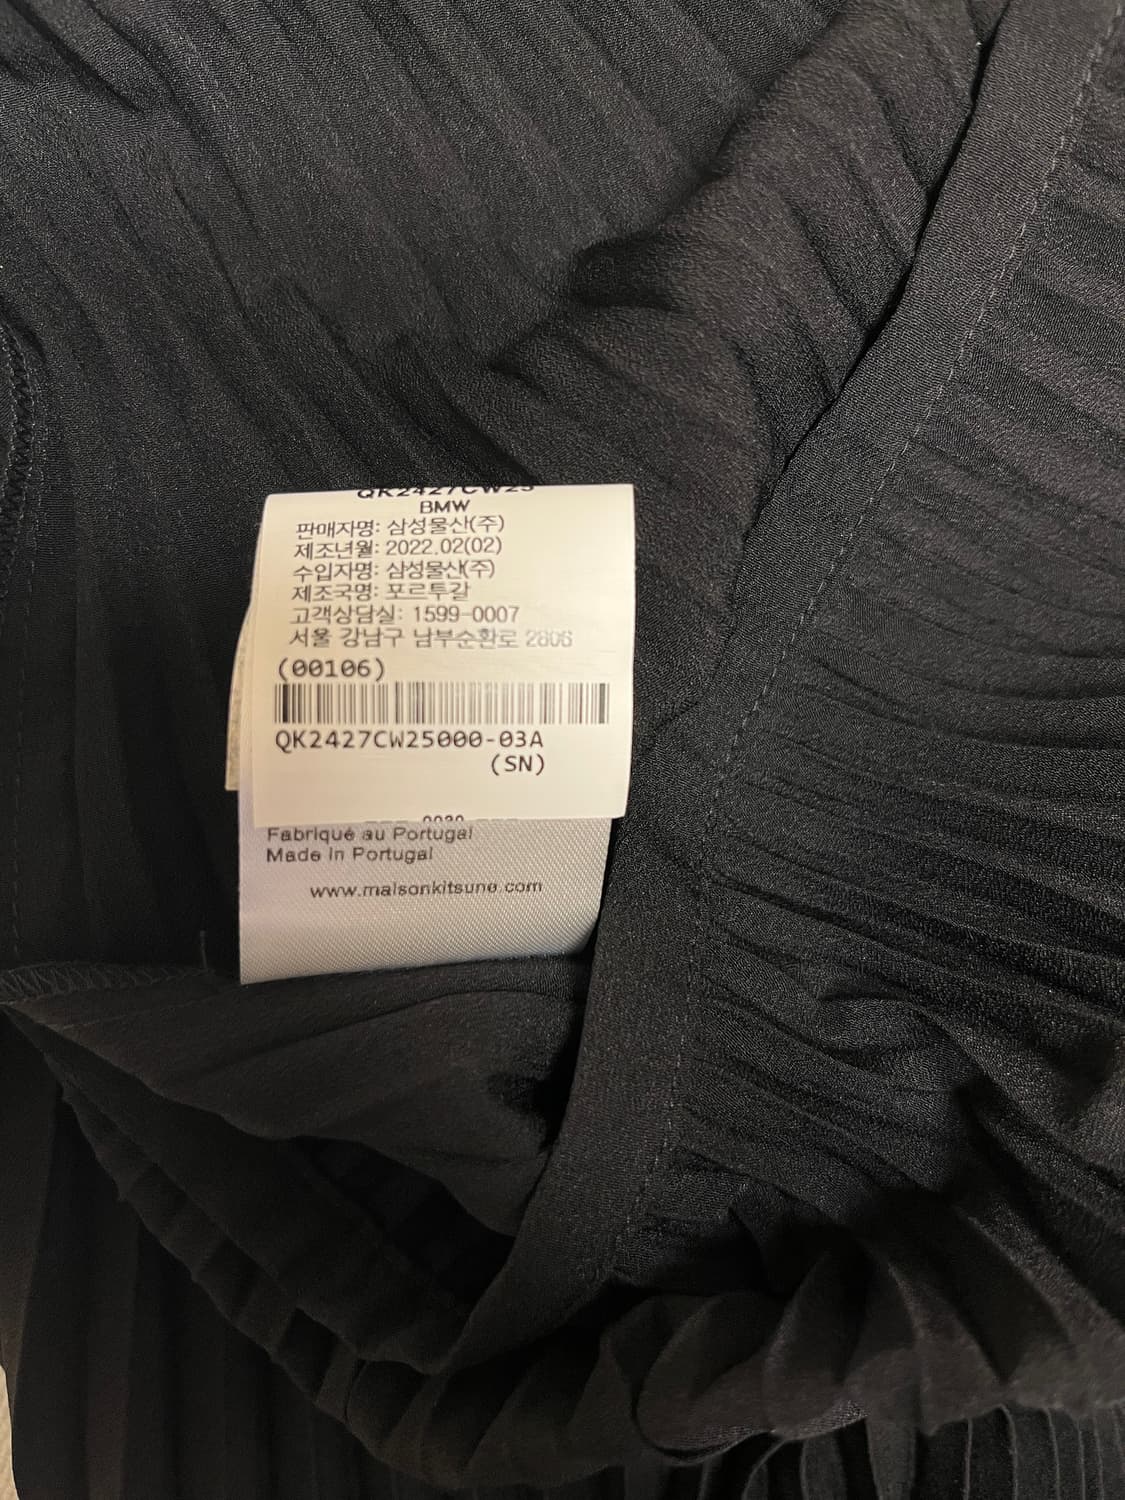 QK2427CW25
BMW
판매자명: 삼성물산(주)
제조년월: 2022.02(02)
수입자명: 삼성물산(주)
제조국명: 포르투갈
고객상담실: 1599-0007
서울 강남구 남부순환로 2806
(00106)
QK2427CW25000-03A
(SN)
Fabriqué au Portugal
Made in Portugal
www.maisonkitsune.com